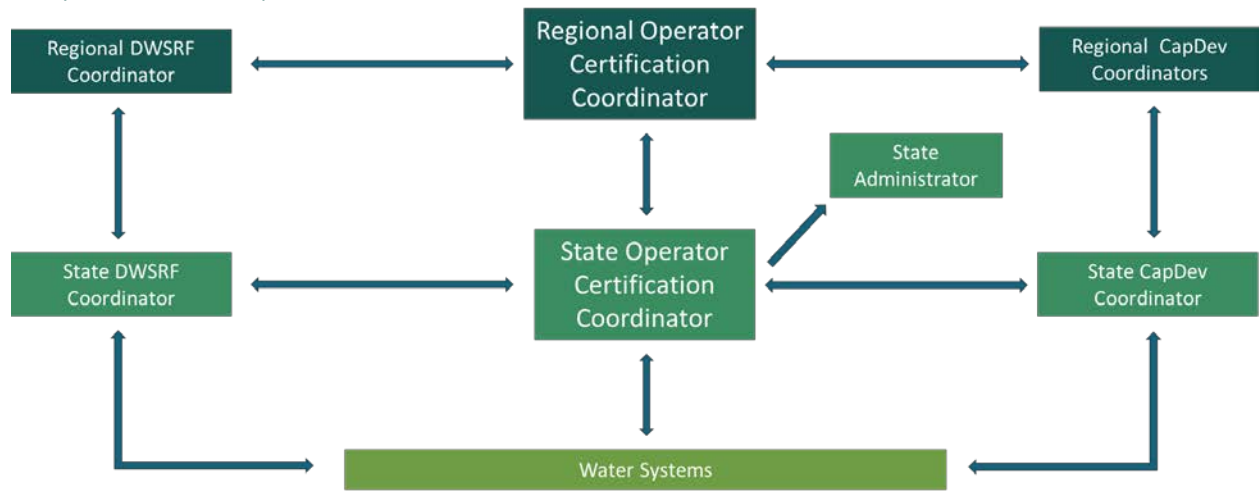 Regional DWSRF
Coordinator
Regional Operator
Certification
Coordinator
Regional CapDev
Coordinators
State
Administrator
State DWSRF
Coordinator
State Operator
Certification
Coordinator
State CapDev
Coordinator
Water Systems